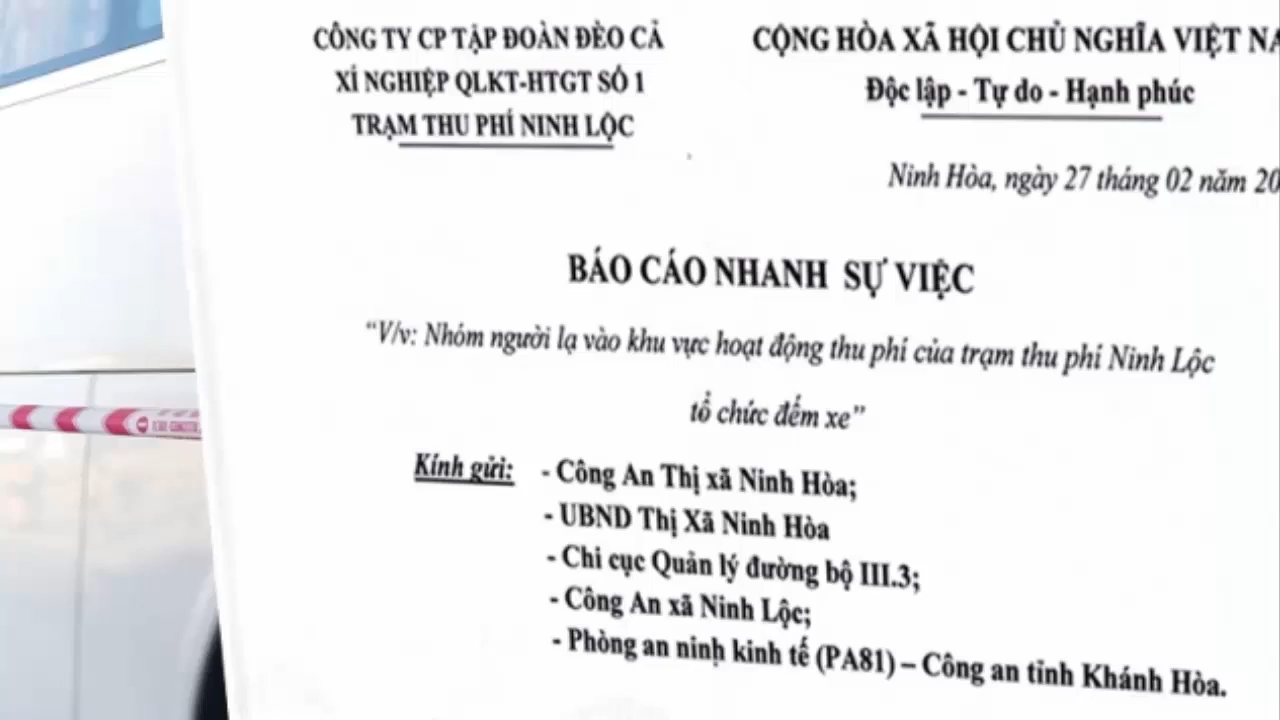 CÔNG TY CP TẬP ĐOÀN ĐÈO CẢ
XÍ NGHIỆP QLKT-HTGT SỐ 1
TRẠM THU PHÍ NINH LỘC
CỘNG HÒA XÃ HỘI CHỦ NGHĨA VIỆT
Độc lập - Tự do - Hạnh phúc
Ninh Hòa, ngày 27 tháng 02 năm
BÁO CÁO NHANH SỰ VIỆC
“V/v: Nhóm người lạ vào khu vực hoạt động thu phí của trạm thu phí Ninh Lộc
tổ chức đếm xe”
Kính gửi: - Công An Thị xã Ninh Hòa;
- UBND Thị Xã Ninh Hòa
- Chi cục Quản lý đường bộ III.3;
- Công An xã Ninh Lộc;
- Phòng an ninh kinh tế (PA81) – Công an tỉnh Khánh Hòa.